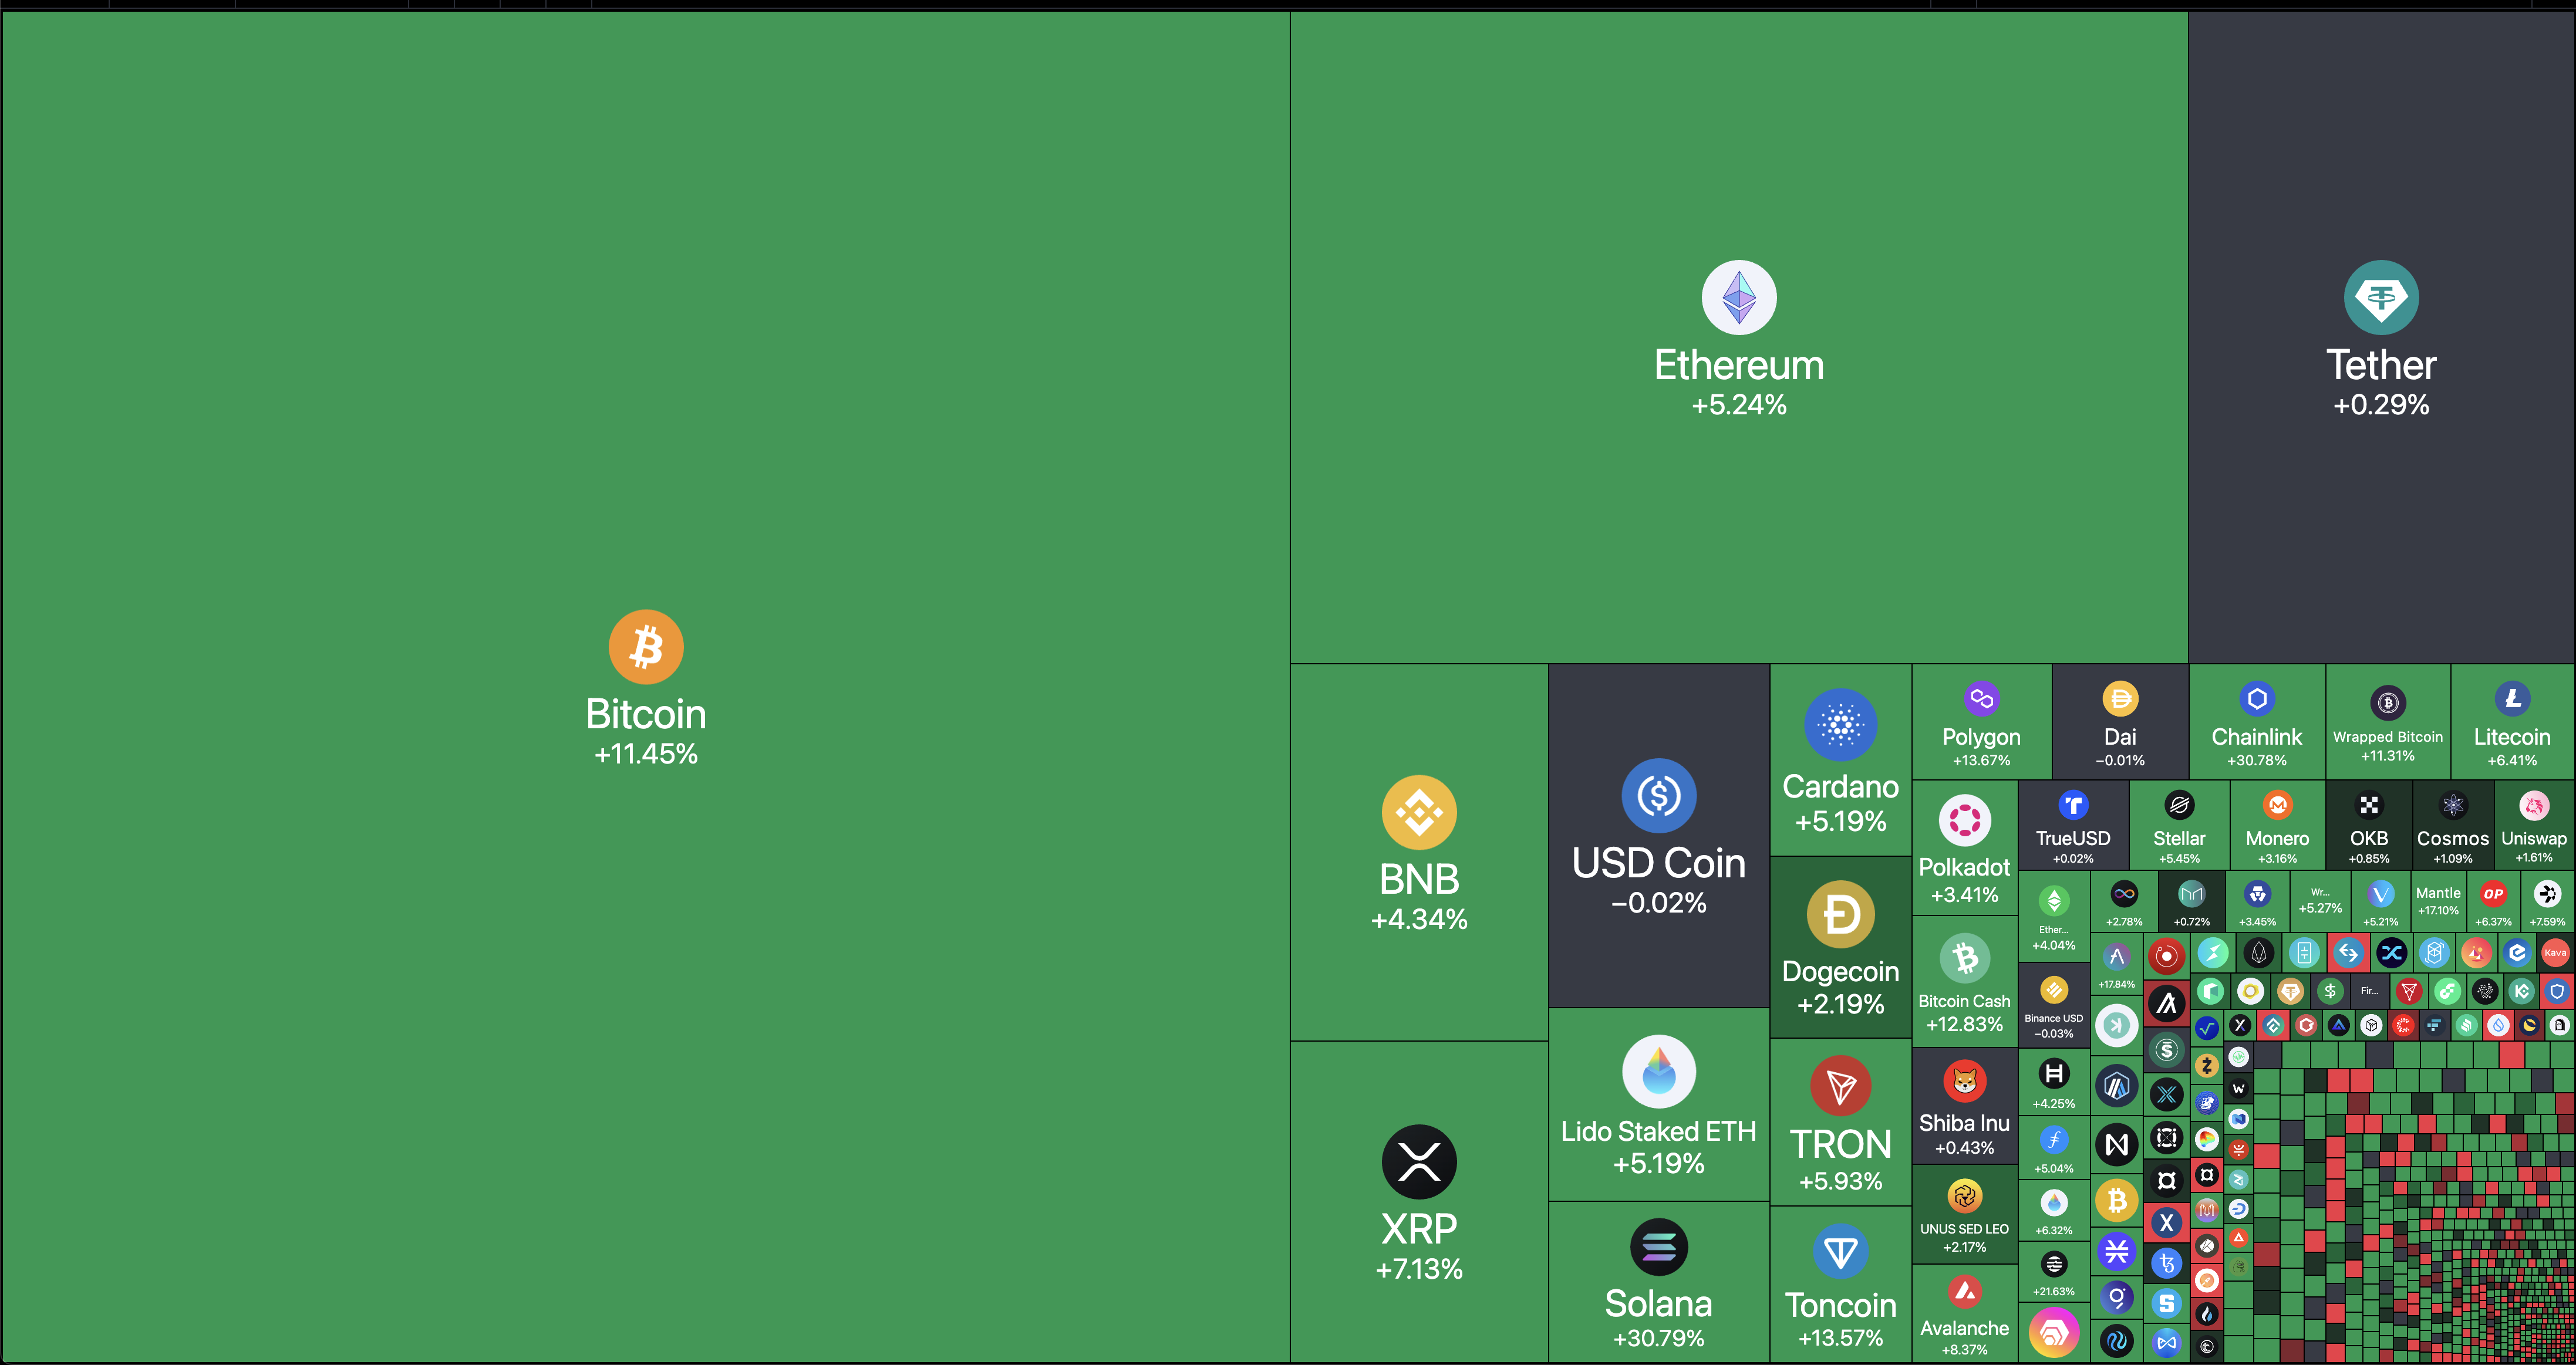 Bitcoin
+11.45%
Ethereum
+5.24%
Tether
+0.29%
BNB
+4.34%
XRP
+7.13%
USD Coin
−0.02%
Lido Staked ETH
+5.19%
Solana
+30.79%
Cardano
+5.19%
Dogecoin
+2.19%
TRON
+5.93%
Toncoin
+13.57%
Polygon
+13.67%
Dai
−0.01%
Chainlink
+30.78%
Wrapped Bitcoin
+11.31%
Litecoin
+6.41%
Polkadot
+3.41%
Bitcoin Cash
+12.83%
Shiba Inu
+0.43%
UNUS SED LEO
+2.17%
Avalanche
+8.37%
TrueUSD
+0.02%
Stellar
+5.45%
Monero
+3.16%
OKB
+0.85%
Cosmos
+1.09%
Uniswap
+1.61%
Ether...
+4.04%
Binance USD
−0.03%
+4.25%
+5.04%
+6.32%
+21.63%
+2.78%
+0.72%
+3.45%
Wr...
+5.27%
+5.21%
Mantle
+17.10%
OP
+6.37%
+7.59%
+17.84%
Kava
Fir...